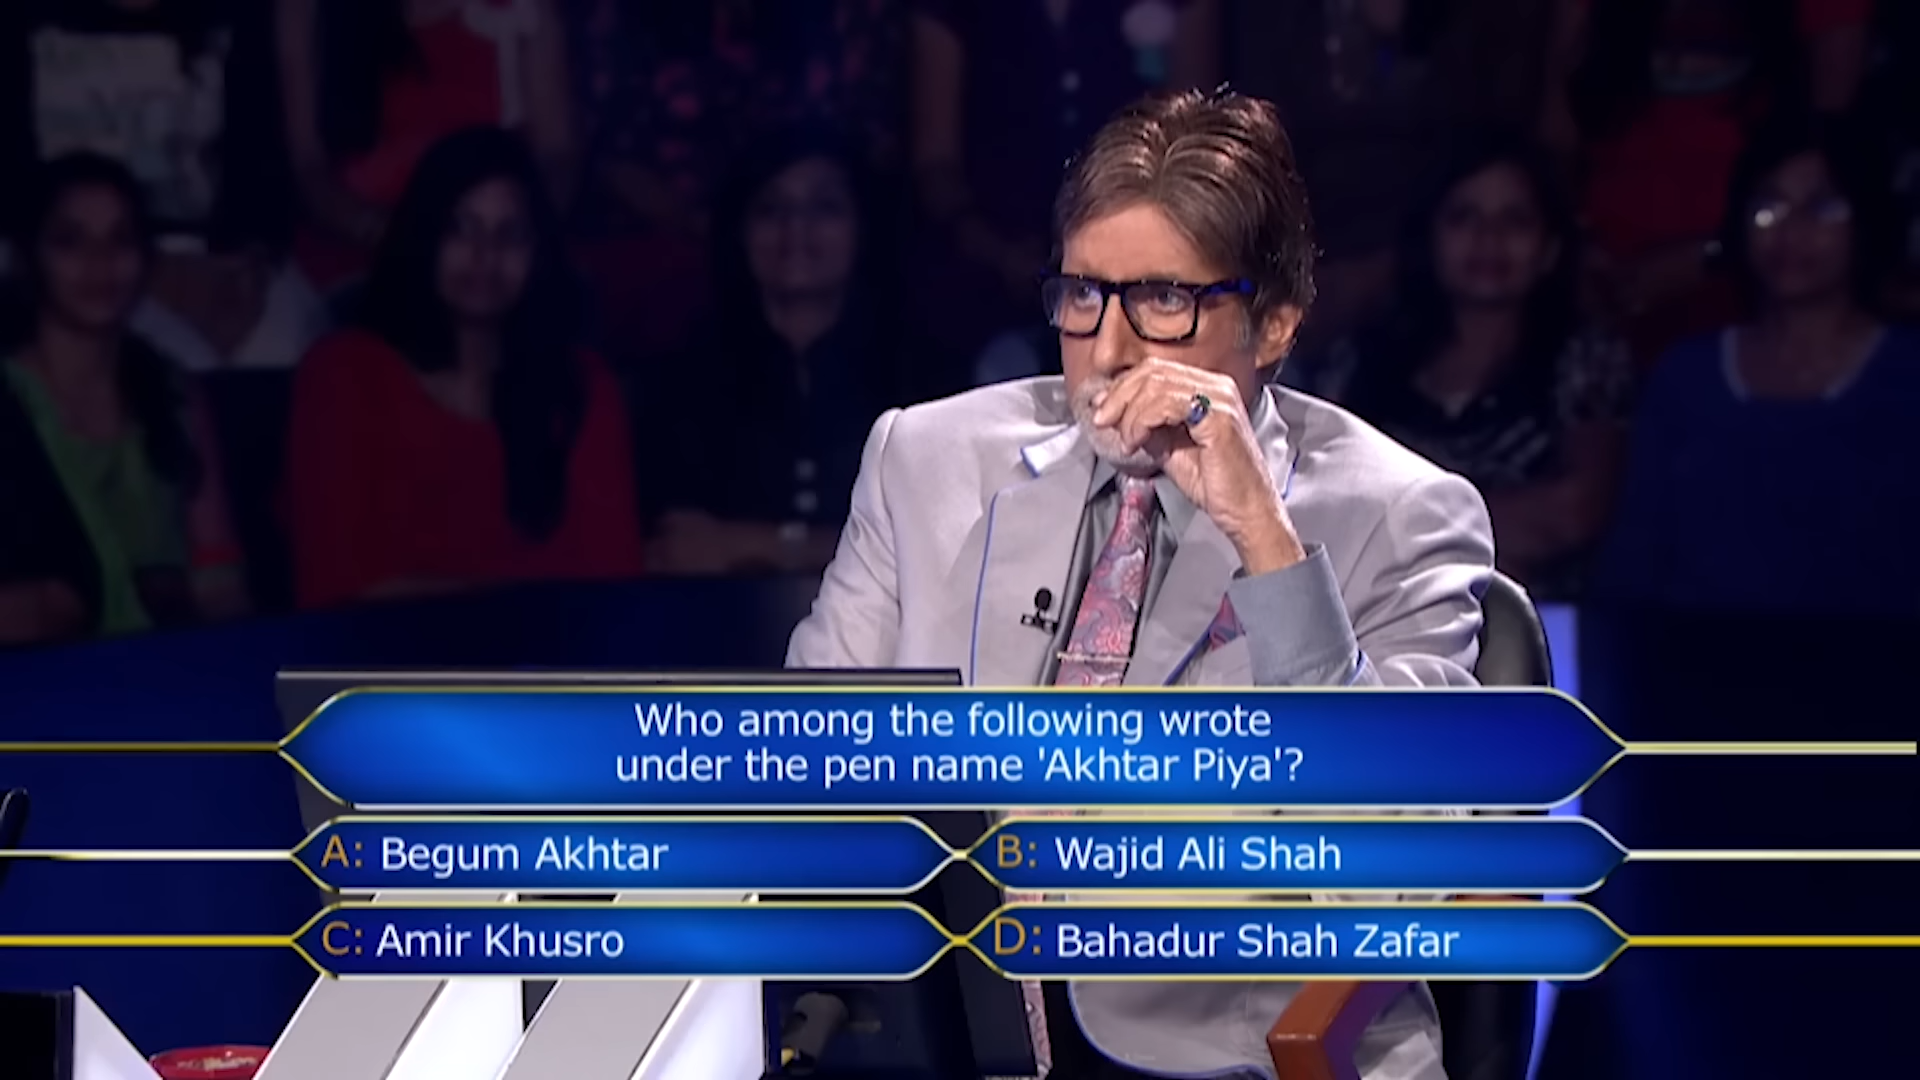 Who among the following wrote
under the pen name 'Akhtar Piya'?
A: Begum Akhtar
B: Wajid Ali Shah
C: Amir Khusro
D: Bahadur Shah Zafar